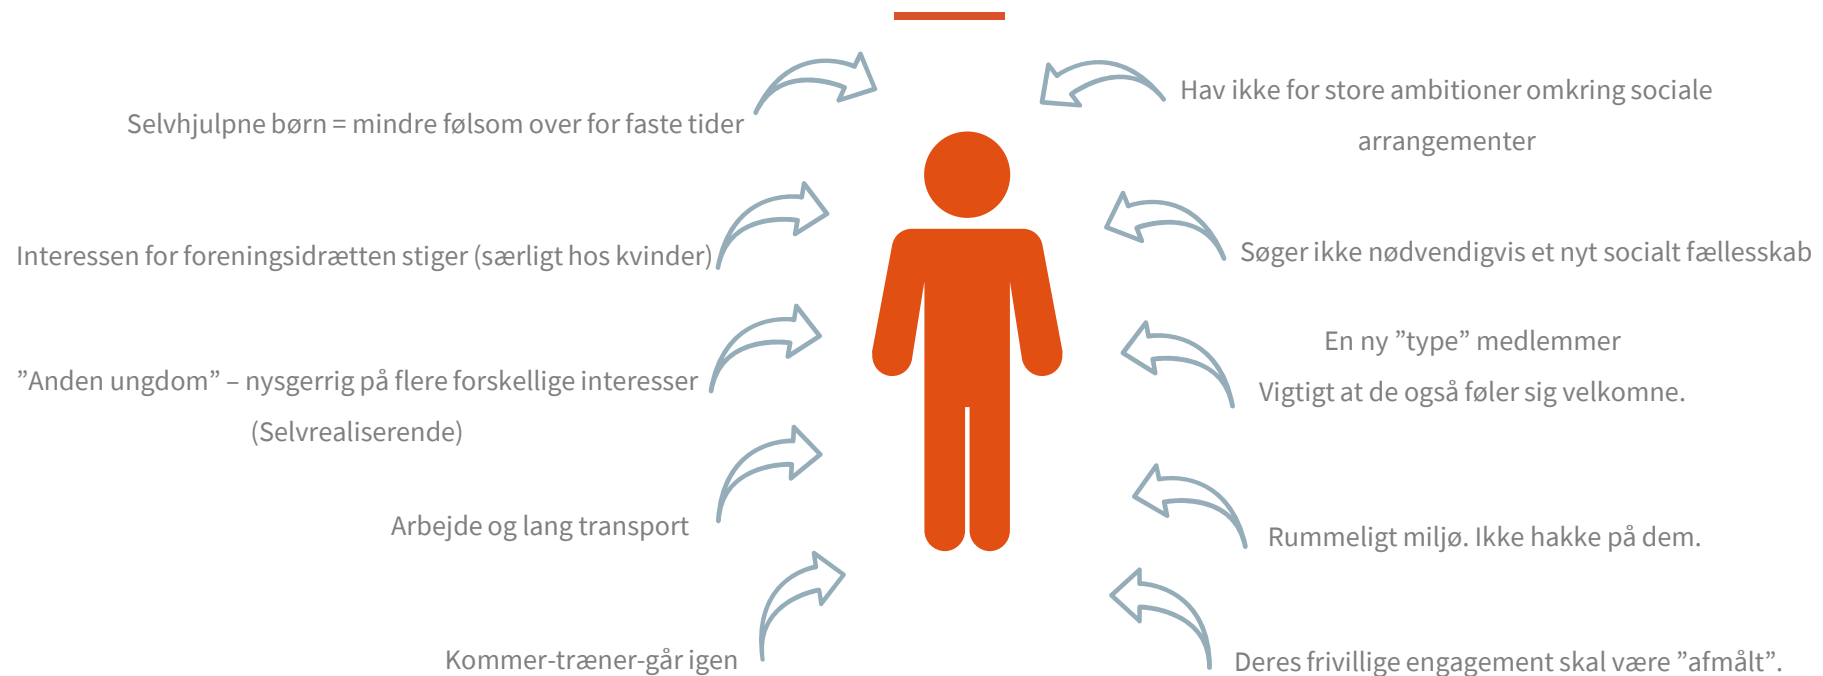 Selvhjulpne børn = mindre følsom over for faste tider
Interessen for foreningsidrætten stiger (særligt hos kvinder)
”Anden ungdom” – nysgerrig på flere forskellige interesser
(Selvrealiserende)
Arbejde og lang transport
Kommer-træner-går igen
Hav ikke for store ambitioner omkring sociale
arrangementer
Søger ikke nødvendigvis et nyt socialt fællesskab
En ny ”type” medlemmer
Vigtigt at de også føler sig velkomne.
Rummeligt miljø. Ikke hakke på dem.
Deres frivillige engagement skal være ”afmålt”.